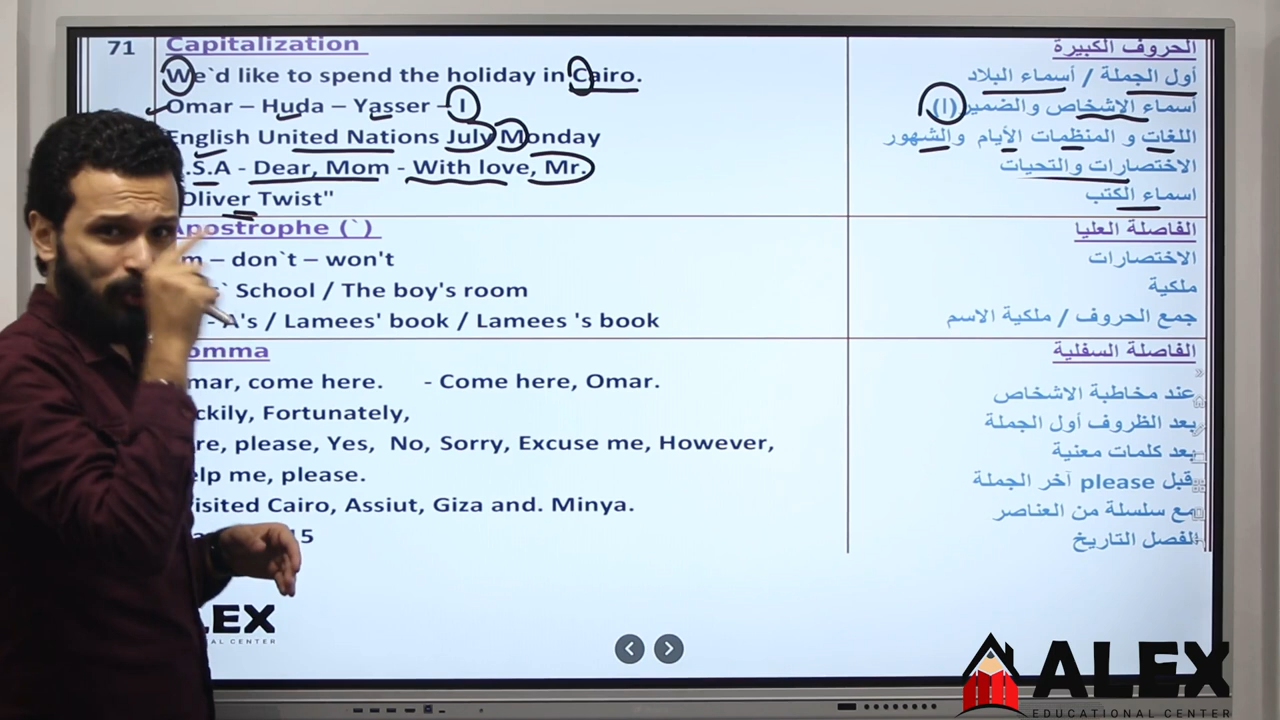 71 Capitalization الحروف الكبيرة
We`d like to spend the holiday in Cairo. أول الجملة / أسماء البلاد
Omar – Huda – Yasser – I أسماء الاشخاص والضمير (I)
English United Nations July Monday اللغات و المنظمات الأيام والشهور
.S.A - Dear, Mom - With love, Mr. الاختصارات والتحيات
Oliver Twist" اسماء الكتب
Apostrophe (`) الفاصلة العليا
m – don`t – won't الاختصارات
` School / The boy's room ملكية
- A's / Lamees' book / Lamees 's book جمع الحروف / ملكية الاسم
omma الفاصلة السفلية
mar, come here. - Come here, Omar. عند مخاطبة الاشخاص
ckily, Fortunately, بعد الظروف أول الجملة
re, please, Yes, No, Sorry, Excuse me, However, بعد كلمات معنية
elp me, please. قبل please آخر الجملة
isited Cairo, Assiut, Giza and. Minya. مع سلسلة من العناصر
15 الفصل التاريخ
LEX
AL CENTER
ALEX
EDUCATIONAL CENTER